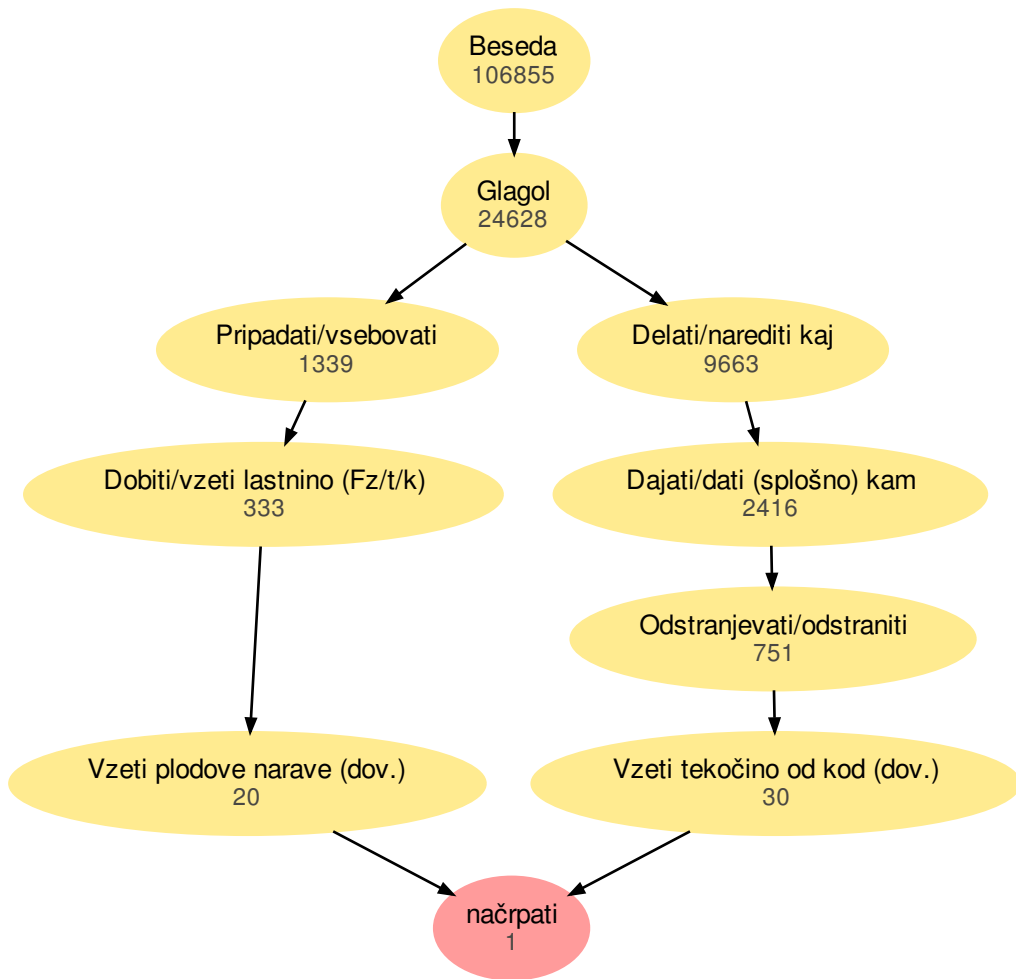 Beseda
106855
Glagol
24628
Pripadati/vsebovati
1339
Delati/narediti kaj
9663
Dobiti/vzeti lastnino (Fz/t/k)
333
Dajati/dati (splošno) kam
2416
Odstranjevati/odstraniti
751
Vzeti plodove narave (dov.)
20
Vzeti tekočino od kod (dov.)
30
načrpati
1